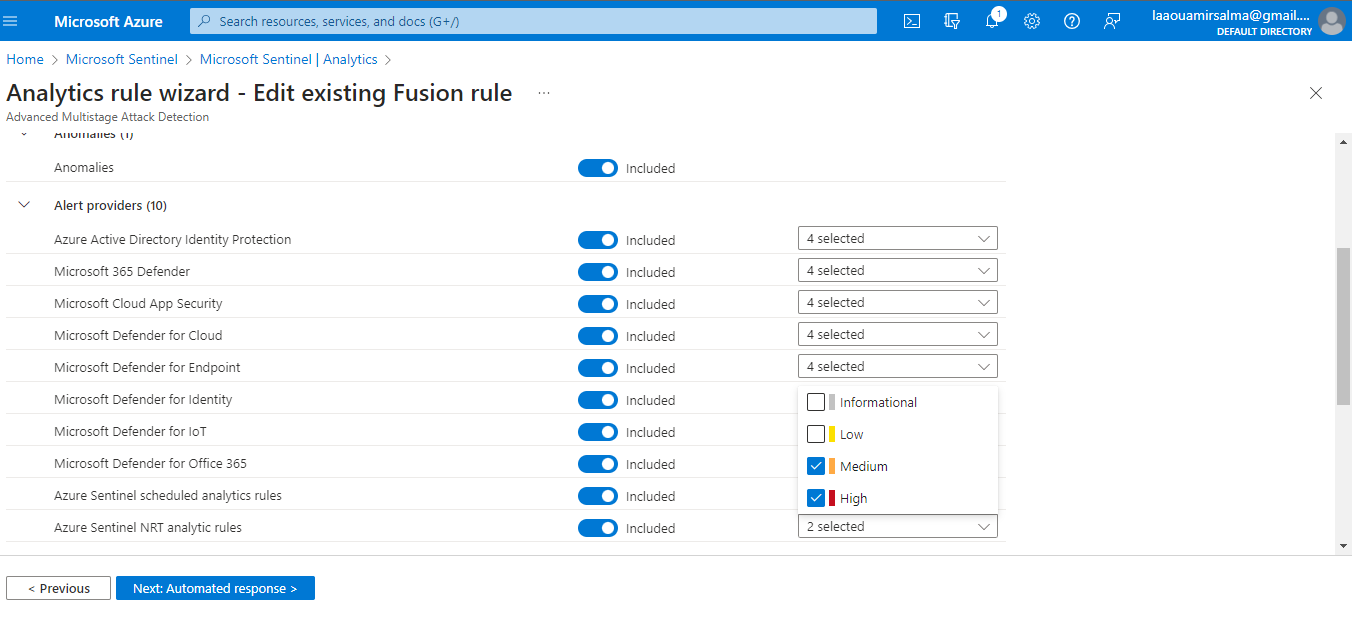 Microsoft Azure
Search resources, services, and docs (G+/)
1
laaouamirsalma@gmail....
DEFAULT DIRECTORY
Home > Microsoft Sentinel > Microsoft Sentinel | Analytics >
Analytics rule wizard - Edit existing Fusion rule ...
Advanced Multistage Attack Detection
Anomalies (1)
Anomalies Included
Alert providers (10)
Azure Active Directory Identity Protection Included 4 selected
Microsoft 365 Defender Included 4 selected
Microsoft Cloud App Security Included 4 selected
Microsoft Defender for Cloud Included 4 selected
Microsoft Defender for Endpoint Included 4 selected
Microsoft Defender for Identity Included Informational
Microsoft Defender for IoT Included Low
Microsoft Defender for Office 365 Included Medium
Azure Sentinel scheduled analytics rules Included High
Azure Sentinel NRT analytic rules Included 2 selected
< Previous Next: Automated response >